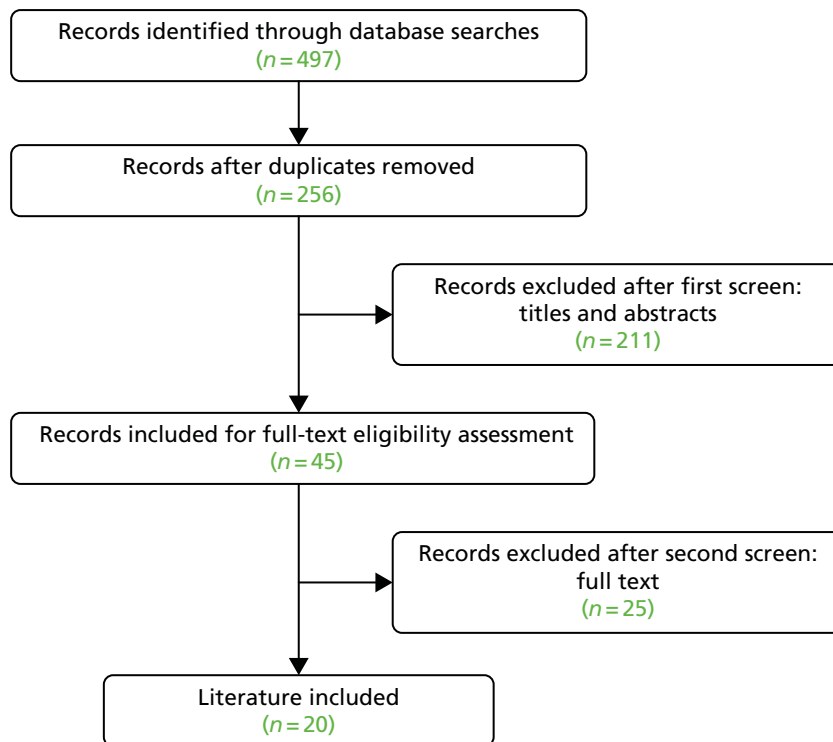 Records identified through database searches
(n = 497)
Records after duplicates removed
(n = 256)
Records excluded after first screen:
titles and abstracts
(n = 211)
Records included for full-text eligibility assessment
(n = 45)
Records excluded after second screen:
full text
(n = 25)
Literature included
(n = 20)